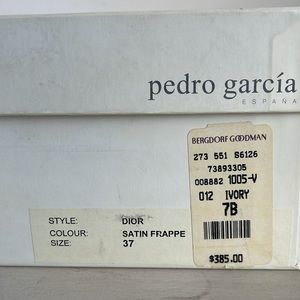 pedro garcía
ESPAÑA
BERGDORF GOODMAN
273 551 S6126
73893305
008882 1005-V
012 IVORY
7B
$385.00
STYLE: DIOR
COLOUR: SATIN FRAPPE
SIZE: 37